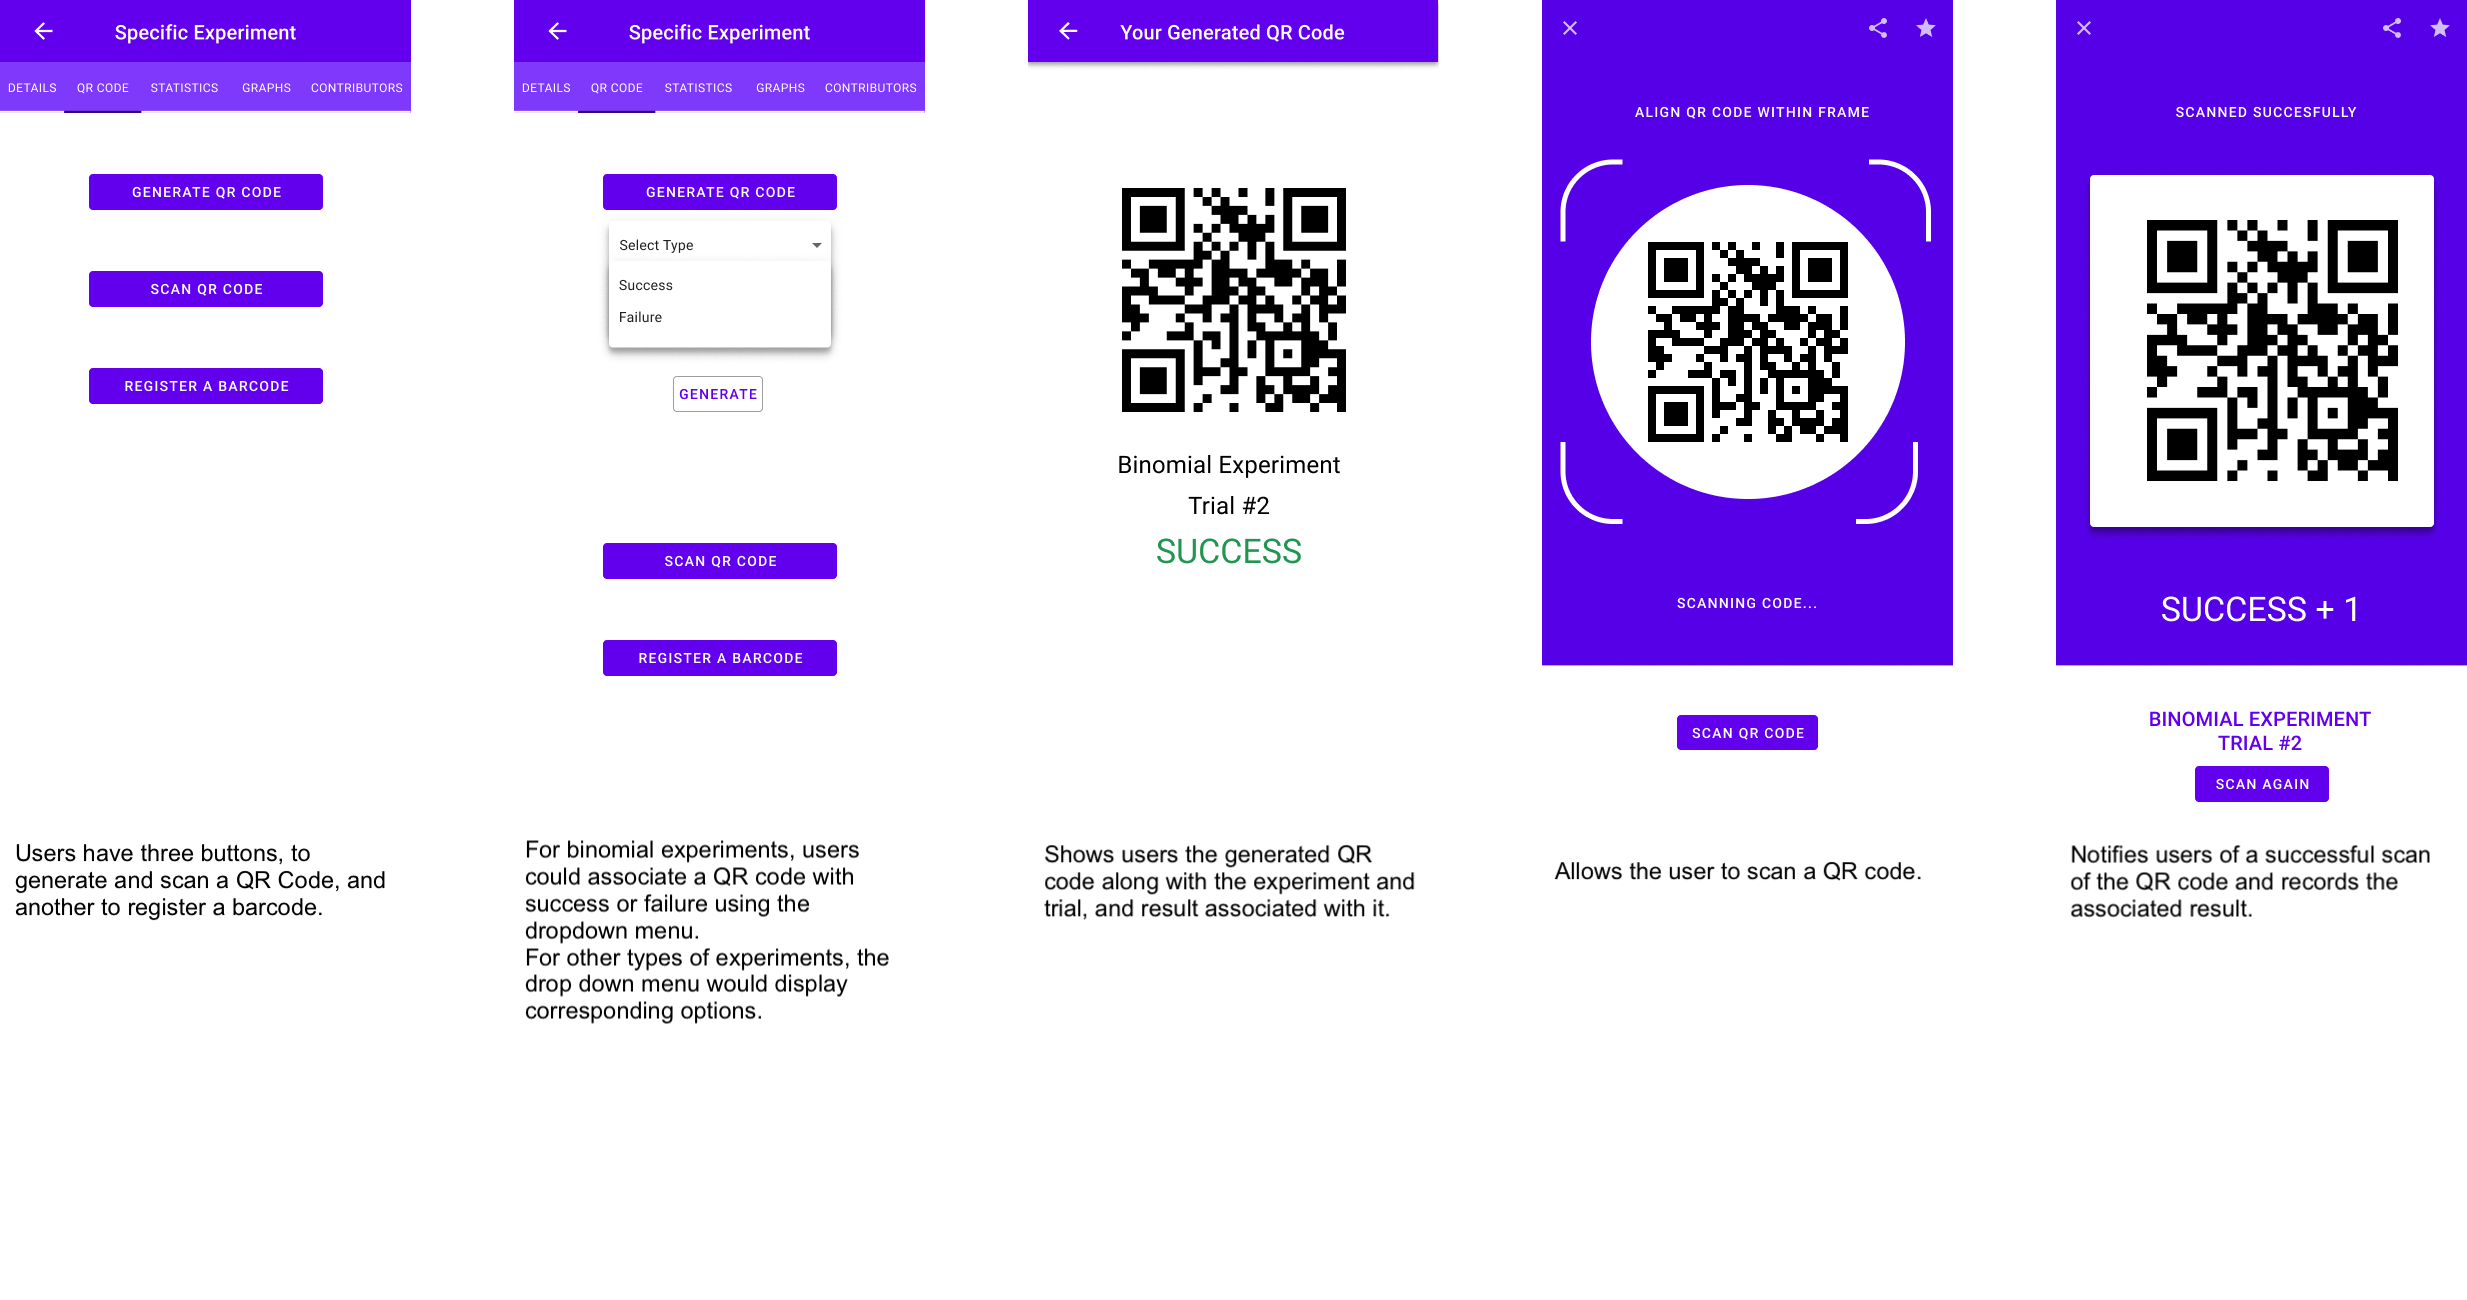 Specific Experiment
DETAILS QR CODE STATISTICS GRAPHS CONTRIBUTORS
GENERATE QR CODE
SCAN QR CODE
REGISTER A BARCODE
Users have three buttons, to
generate and scan a QR Code, and
another to register a barcode.
Specific Experiment
DETAILS QR CODE STATISTICS GRAPHS CONTRIBUTORS
GENERATE QR CODE
Select Type
Success
Failure
GENERATE
SCAN QR CODE
REGISTER A BARCODE
For binomial experiments, users
could associate a QR code with
success or failure using the
dropdown menu.
For other types of experiments, the
drop down menu would display
corresponding options.
Your Generated QR Code
Binomial Experiment
Trial #2
SUCCESS
Shows users the generated QR
code along with the experiment and
trial, and result associated with it.
ALIGN QR CODE WITHIN FRAME
SCANNING CODE...
SCAN QR CODE
Allows the user to scan a QR code.
SCANNED SUCCESFULLY
SUCCESS + 1
BINOMIAL EXPERIMENT
TRIAL #2
SCAN AGAIN
Notifies users of a successful scan
of the QR code and records the
associated result.